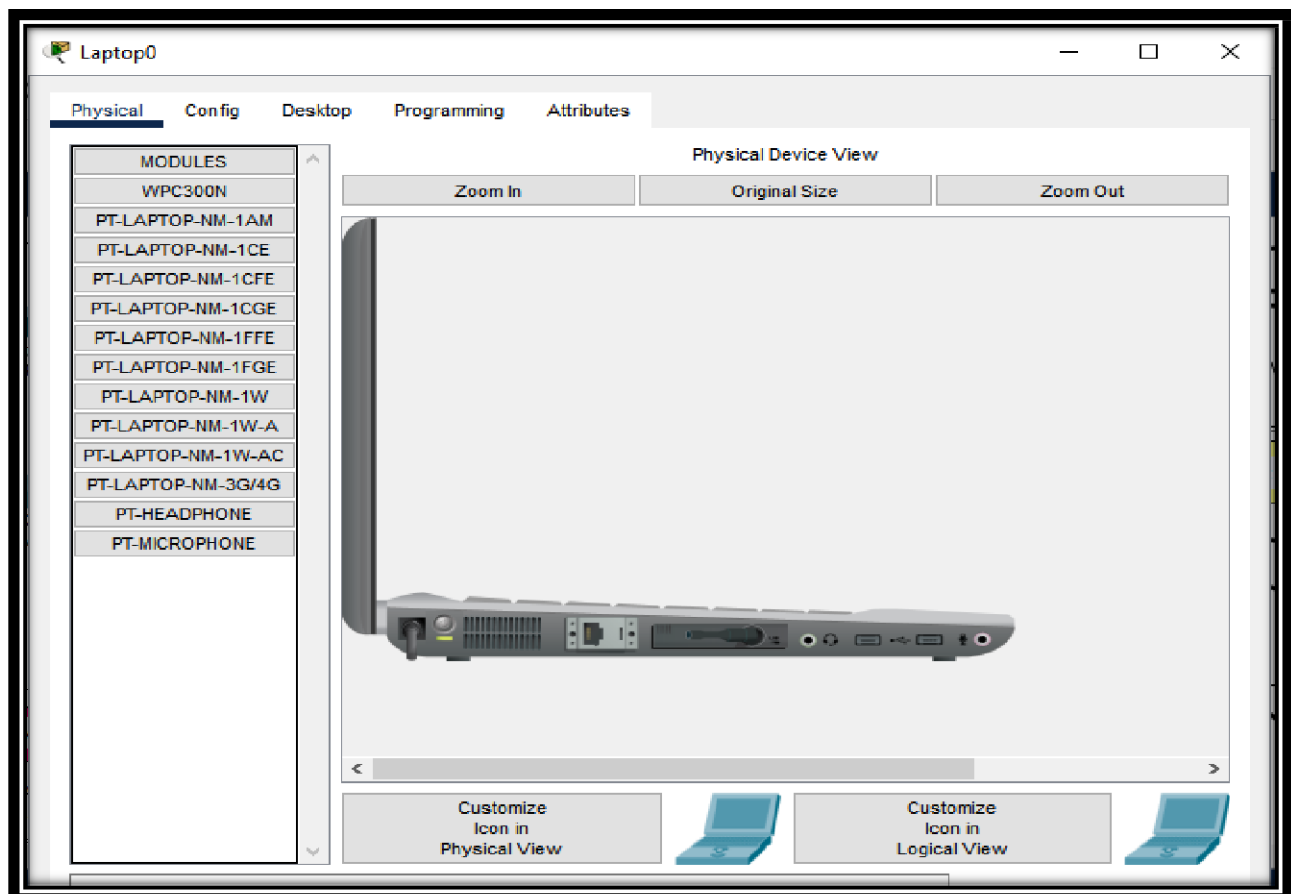 Laptop0
Physical Config Desktop Programming Attributes
MODULES
WPC300N
PT-LAPTOP-NM-1AM
PT-LAPTOP-NM-1CE
PT-LAPTOP-NM-1CFE
PT-LAPTOP-NM-1CGE
PT-LAPTOP-NM-1FFE
PT-LAPTOP-NM-1FGE
PT-LAPTOP-NM-1W
PT-LAPTOP-NM-1W-A
PT-LAPTOP-NM-1W-AC
PT-LAPTOP-NM-3G/4G
PT-HEADPHONE
PT-MICROPHONE
Physical Device View
Zoom In Original Size Zoom Out
Customize
Icon in
Physical View
Customize
Icon in
Logical View